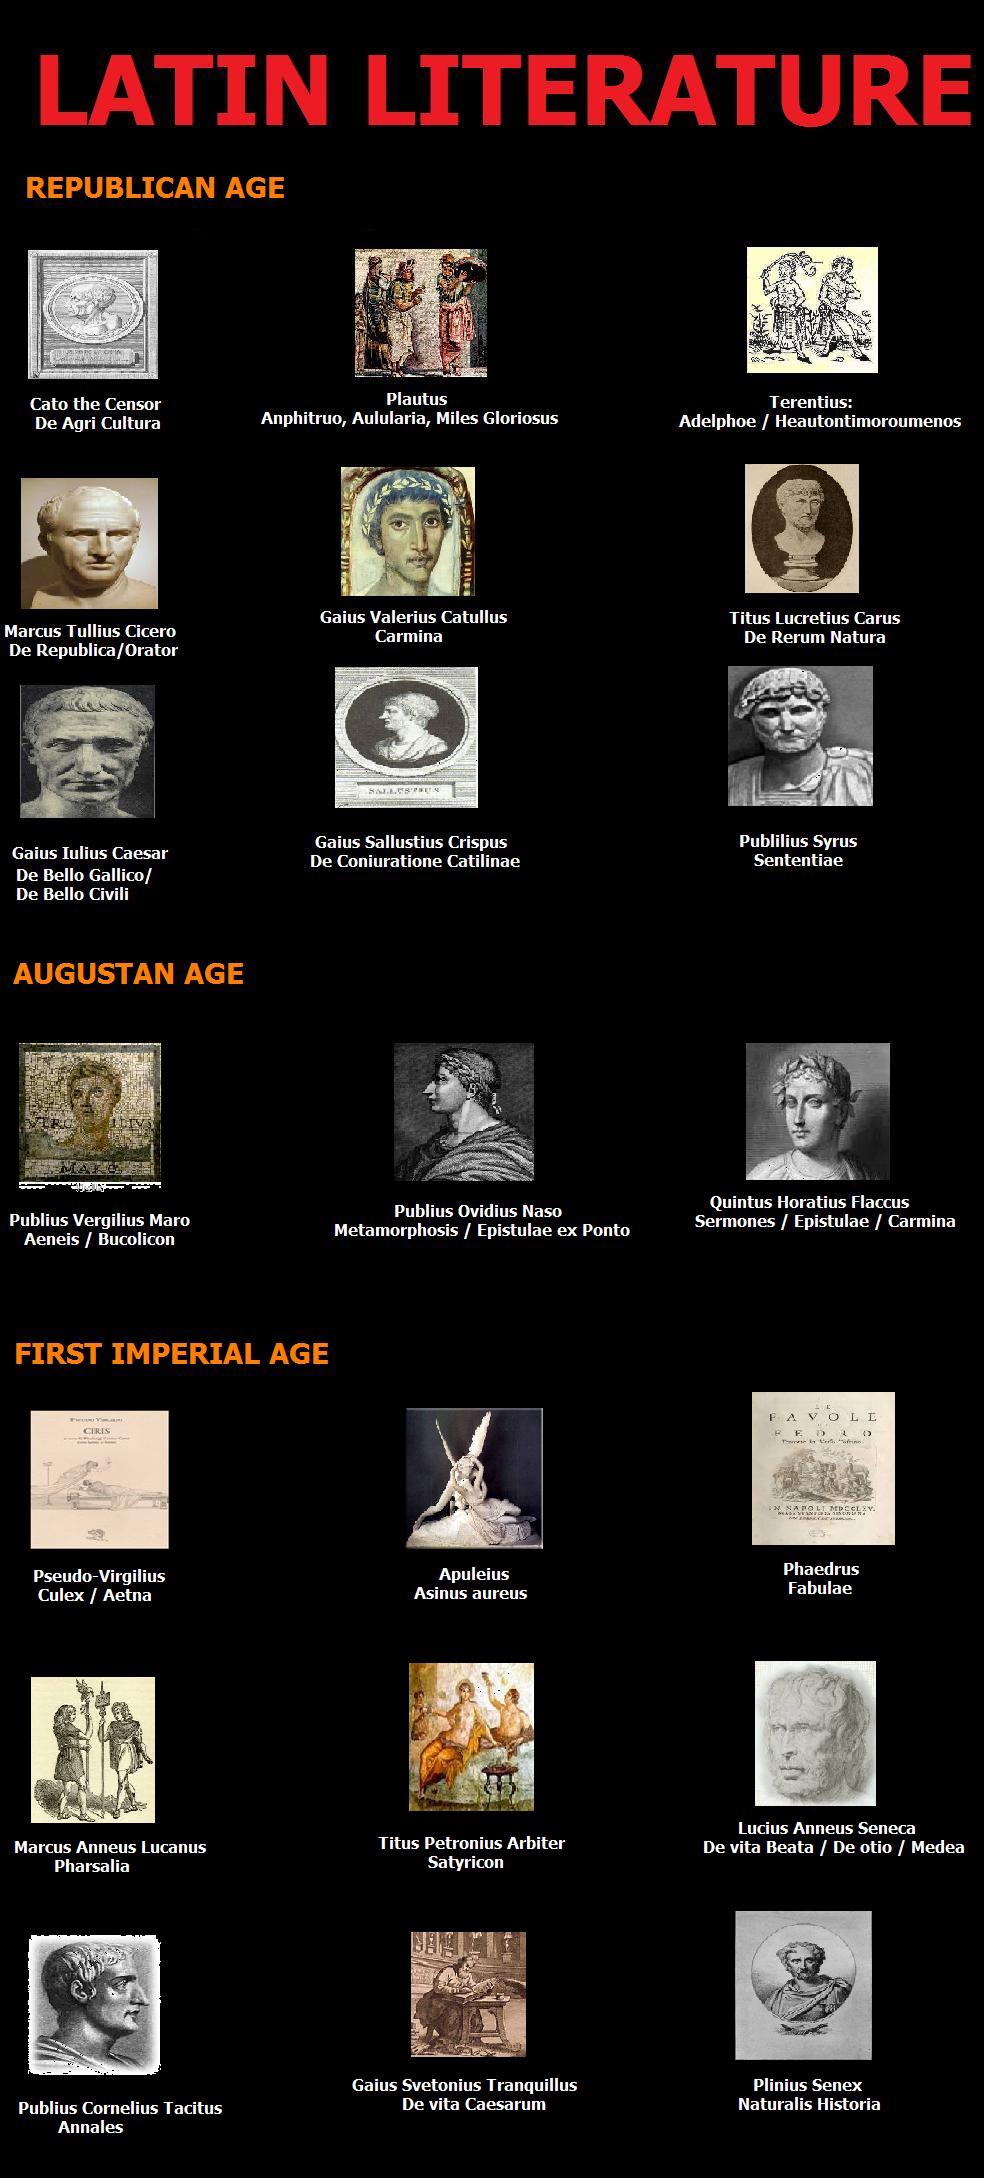 LATIN LITERATURE
REPUBLICAN AGE
Cato the Censor
De Agri Cultura
Plautus
Anphitruo, Aulularia, Miles Gloriosus
Terentius:
Adelphoe / Heautontimoroumenos
Marcus Tullius Cicero
De Republica/Orator
Gaius Valerius Catullus
Carmina
Titus Lucretius Carus
De Rerum Natura
Gaius Iulius Caesar
De Bello Gallico/
De Bello Civili
SALLVSTIUS
Gaius Sallustius Crispus
De Coniuratione Catilinae
Publilius Syrus
Sententiae
AUGUSTAN AGE
MARO
Publius Vergilius Maro
Aeneis / Bucolicon
Publius Ovidius Naso
Metamorphosis / Epistulae ex Ponto
Quintus Horatius Flaccus
Sermones / Epistulae / Carmina
FIRST IMPERIAL AGE
CIRIS
Pseudo-Virgilius
Culex / Aetna
Apuleius
Asinus aureus
LE
FAVOLE
FEDRO
IN NAPOLI MDCCLXV.
Phaedrus
Fabulae
Marcus Anneus Lucanus
Pharsalia
Titus Petronius Arbiter
Satyricon
Lucius Anneus Seneca
De vita Beata / De otio / Medea
Publius Cornelius Tacitus
Annales
Gaius Svetonius Tranquillus
De vita Caesarum
Plinius Senex
Naturalis Historia